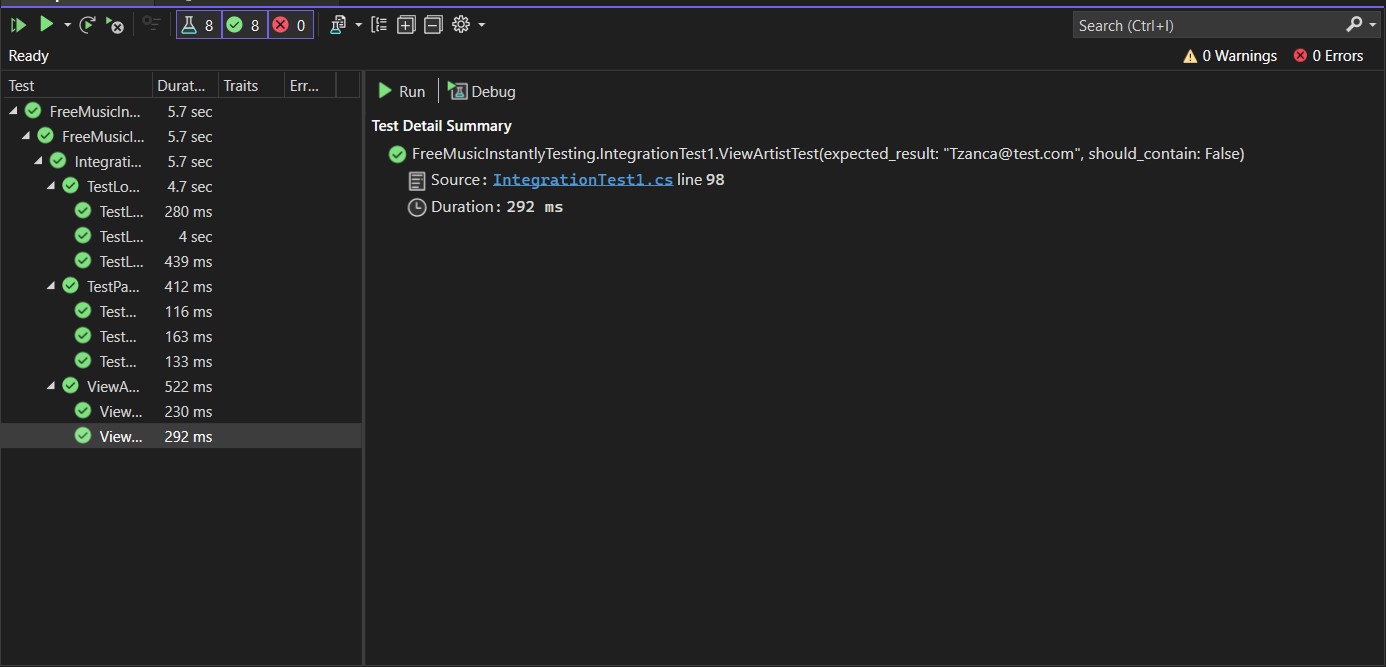 8 8 0 Search (Ctrl+I)
Ready 0 Warnings 0 Errors
Test Durat... Traits Err...
Run Debug
Test Detail Summary
FreeMusicInstantlyTesting.IntegrationTest1.ViewArtistTest(expected_result: "Tzanca@test.com", should_contain: False)
Source: IntegrationTest1.cs line 98
Duration: 292 ms
FreeMusicIn... 5.7 sec
FreeMusicI... 5.7 sec
Integrati... 5.7 sec
TestLo... 4.7 sec
TestL... 280 ms
TestL... 4 sec
TestL... 439 ms
TestPa... 412 ms
Test... 116 ms
Test... 163 ms
Test... 133 ms
ViewA... 522 ms
View... 230 ms
View... 292 ms